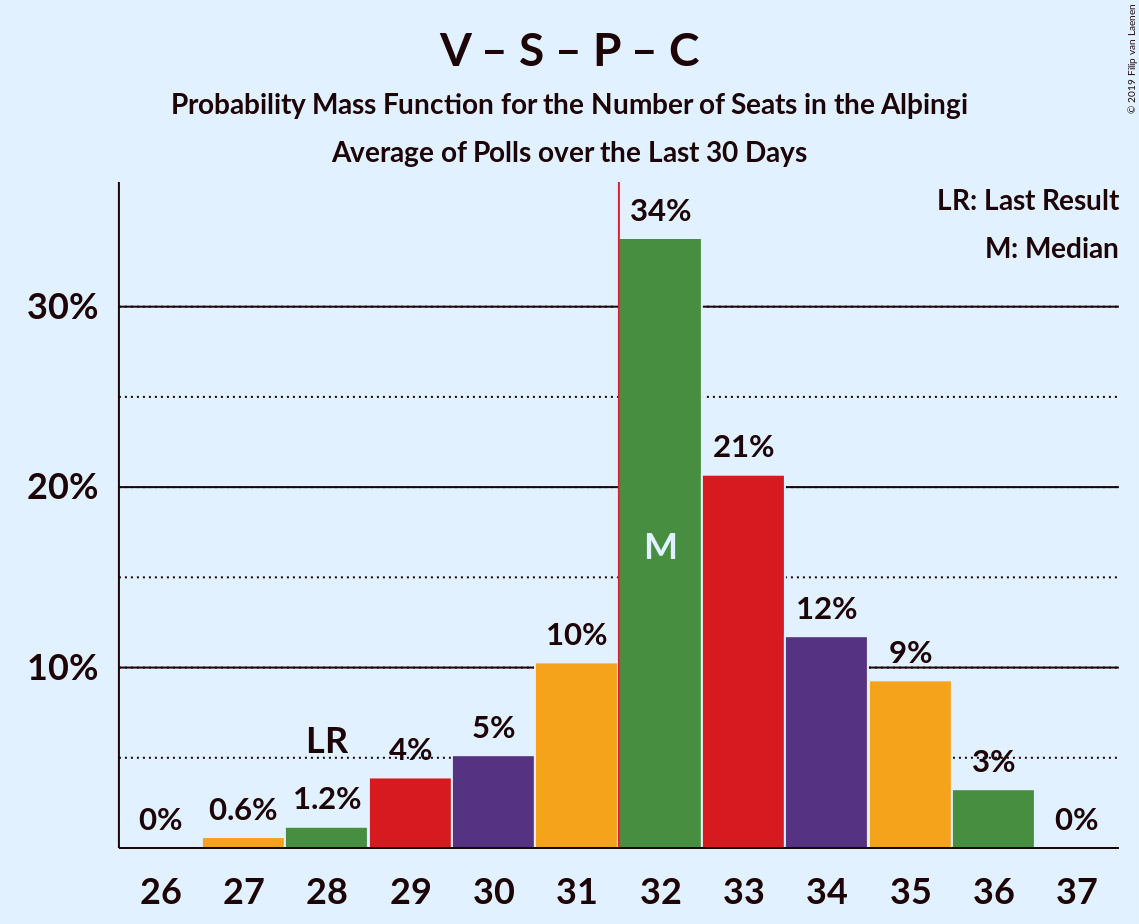 V – S – P – C
Probability Mass Function for the Number of Seats in the Alþingi
Average of Polls over the Last 30 Days
© 2019 Filip van Laenen
LR: Last Result
M: Median
34%
30%
21%
20%
M
12%
10%
9%
10%
5%
LR
4%
3%
1.2%
0.6%
0%
0%
26 27 28 29 30 31 32 33 34 35 36 37